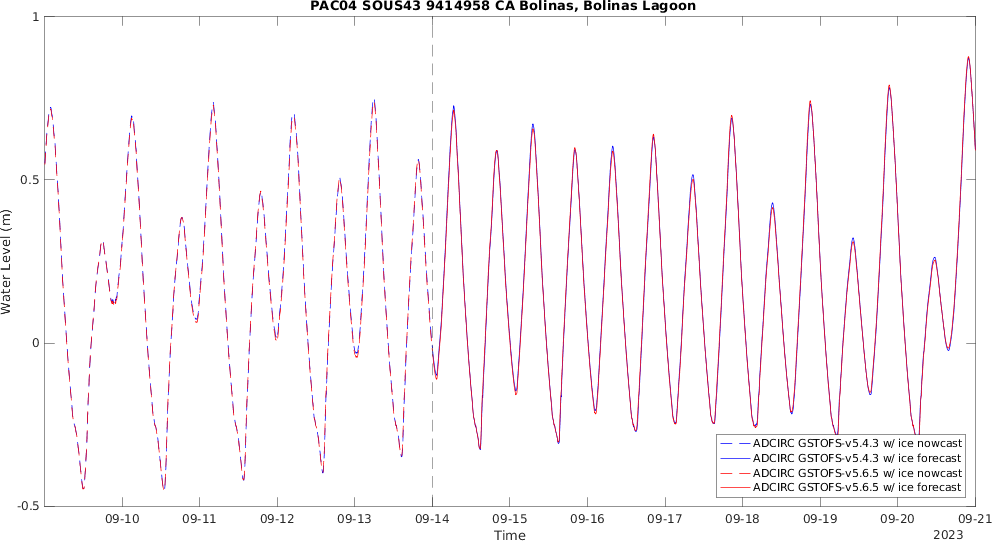 PAC04 SOUS43 9414958 CA Bolinas, Bolinas Lagoon
1
0.5
0
-0.5
Water Level (m)
ADCIRC GSTOFS-v5.4.3 w/ ice nowcast
ADCIRC GSTOFS-v5.4.3 w/ ice forecast
ADCIRC GSTOFS-v5.6.5 w/ ice nowcast
ADCIRC GSTOFS-v5.6.5 w/ ice forecast
09-10 09-11 09-12 09-13 09-14 09-15 09-16 09-17 09-18 09-19 09-20 09-21
Time
2023